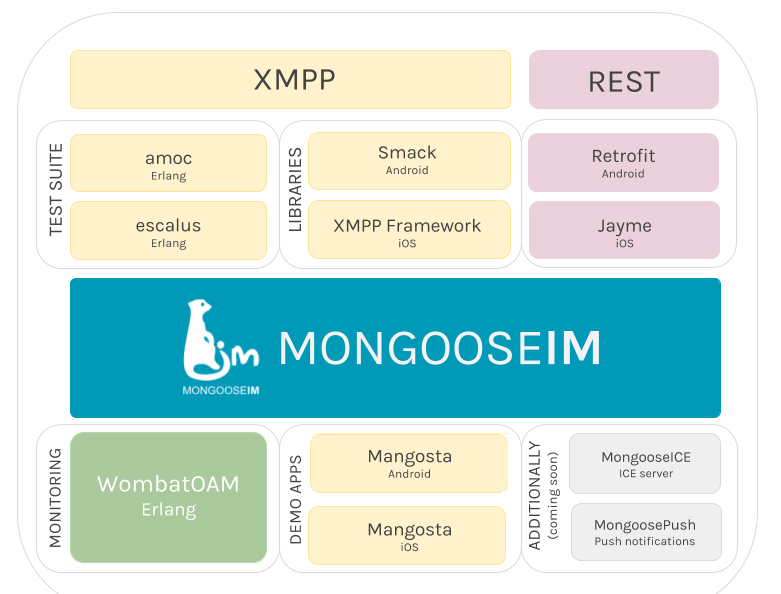 XMPP
REST
TEST SUITE
amoc
Erlang
escalus
Erlang
LIBRARIES
Smack
Android
XMPP Framework
iOS
Retrofit
Android
Jayme
iOS
im
MONGOOSEIM
MONGOOSEIM
MONITORING
WombatOAM
Erlang
DEMO APPS
Mangosta
Android
Mangosta
iOS
ADDITIONALLY
(coming soon)
MongooseICE
ICE server
MongoosePush
Push notifications